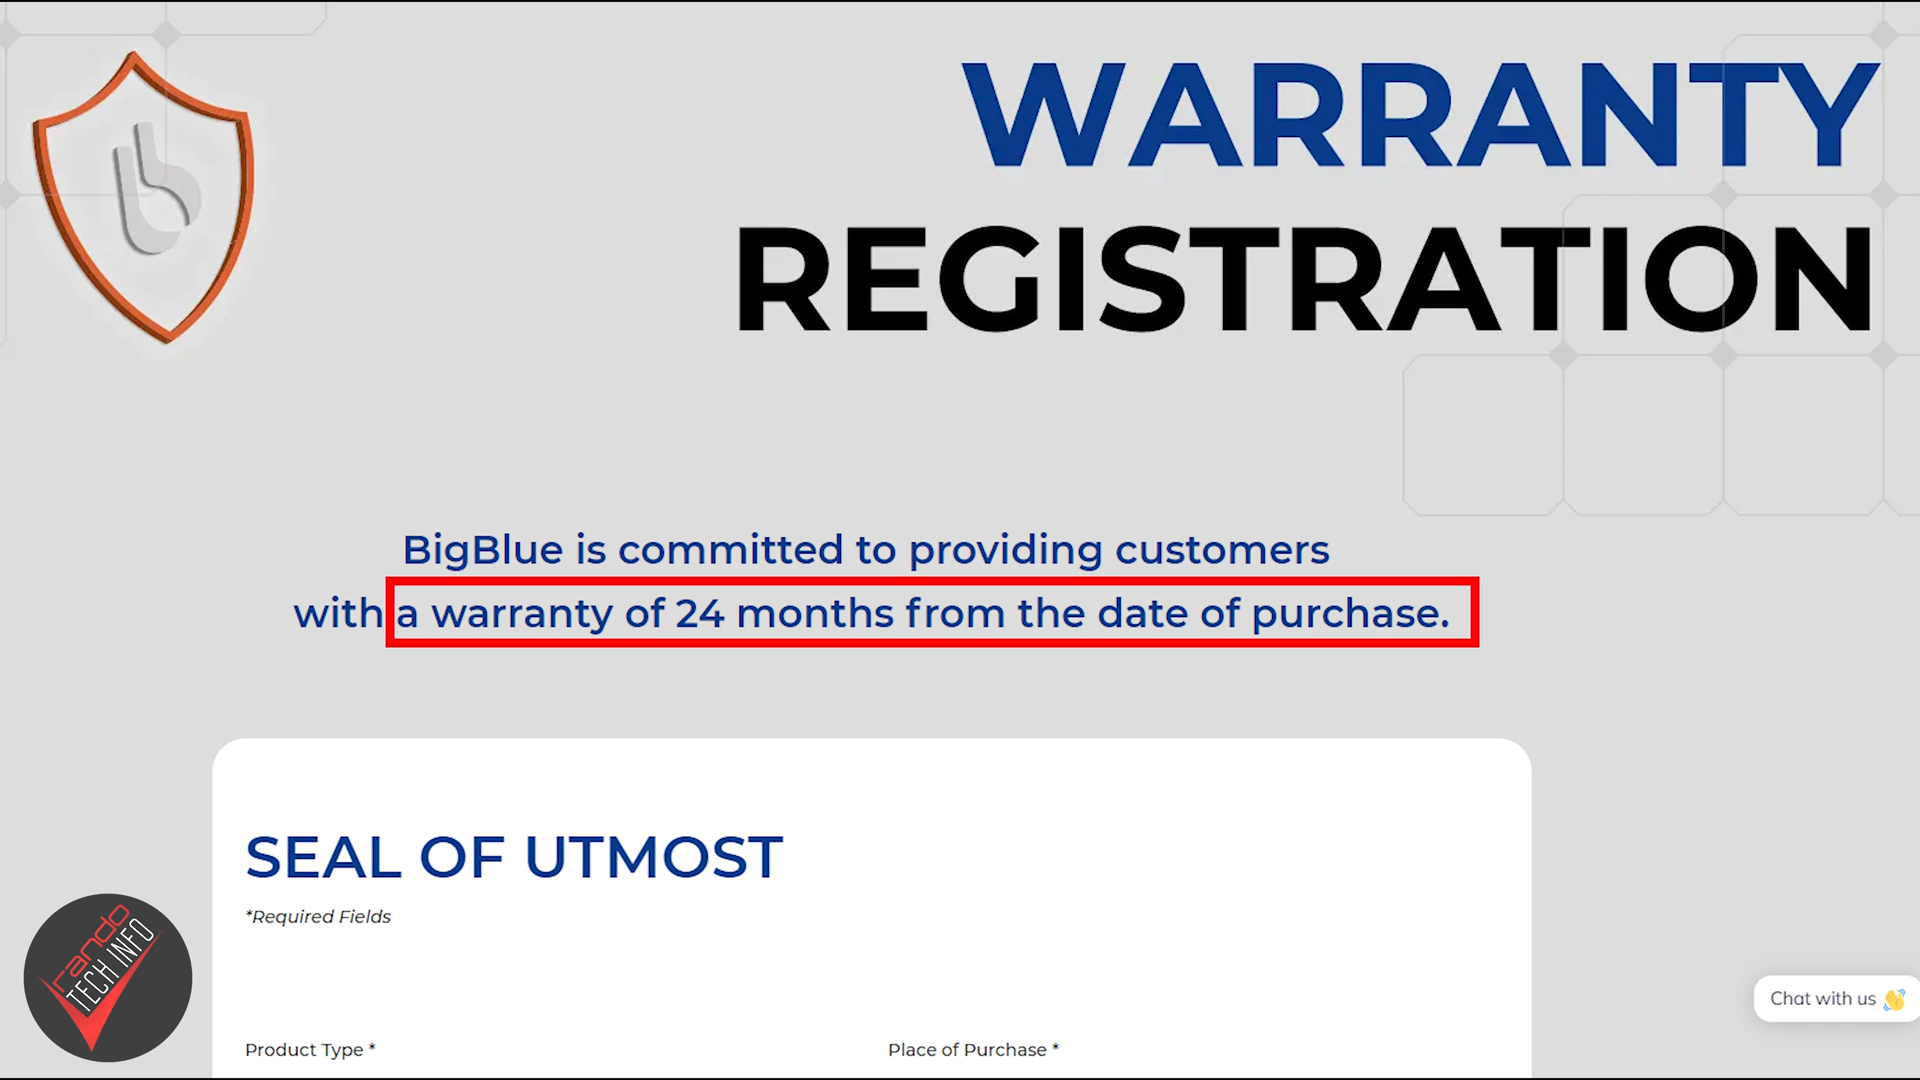 WARRANTY
REGISTRATION
BigBlue is committed to providing customers
with a warranty of 24 months from the date of purchase.
SEAL OF UTMOST
*Required Fields
rando
TECH INFO
Chat with us 👋
Product Type *
Place of Purchase *